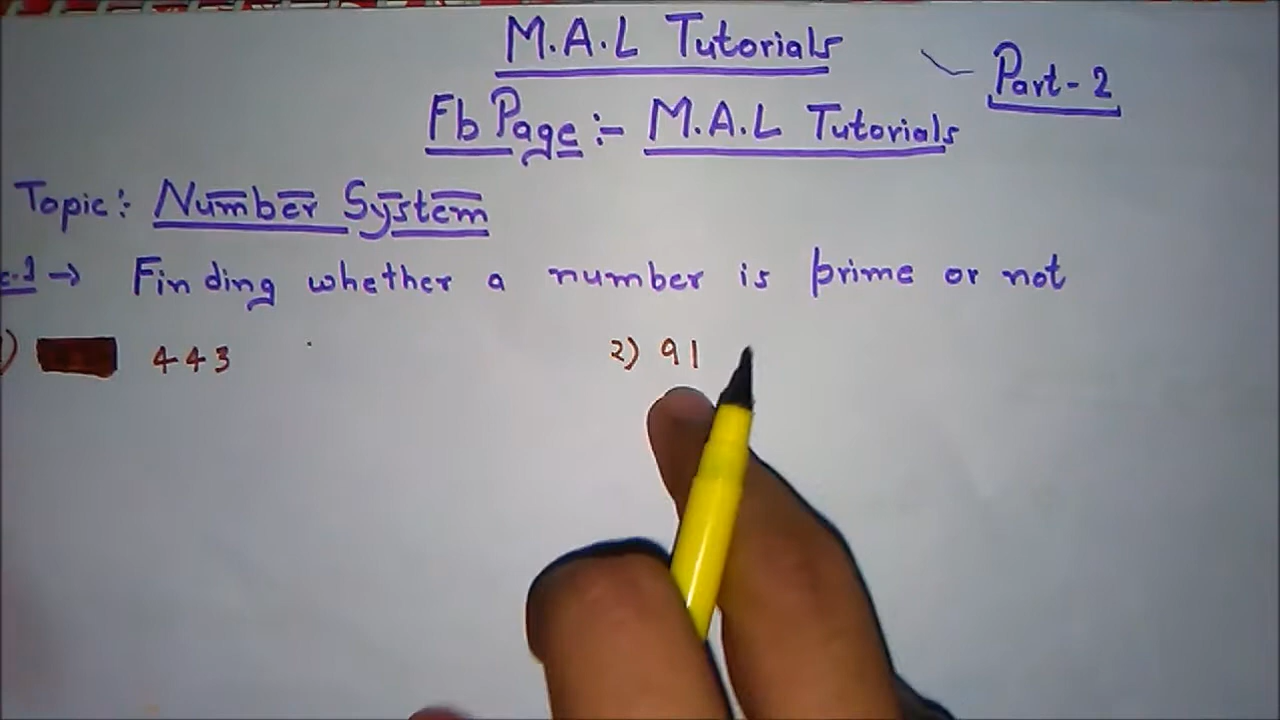 M.A.L Tutorials
Part-2
Fb Page:- M.A.L Tutorials
Topic: Number System
→ Finding whether a number is prime or not
443
2) 91